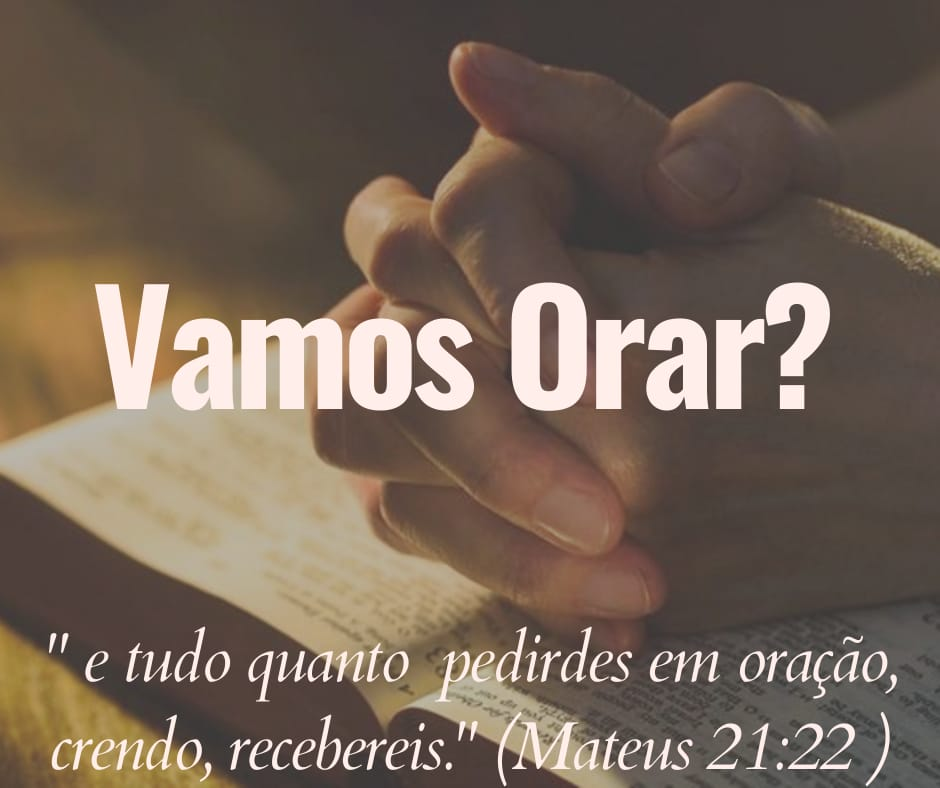 Vamos Orar?
" e tudo quanto  pedirdes em oração,
crendo, recebereis." (Mateus 21:22 )